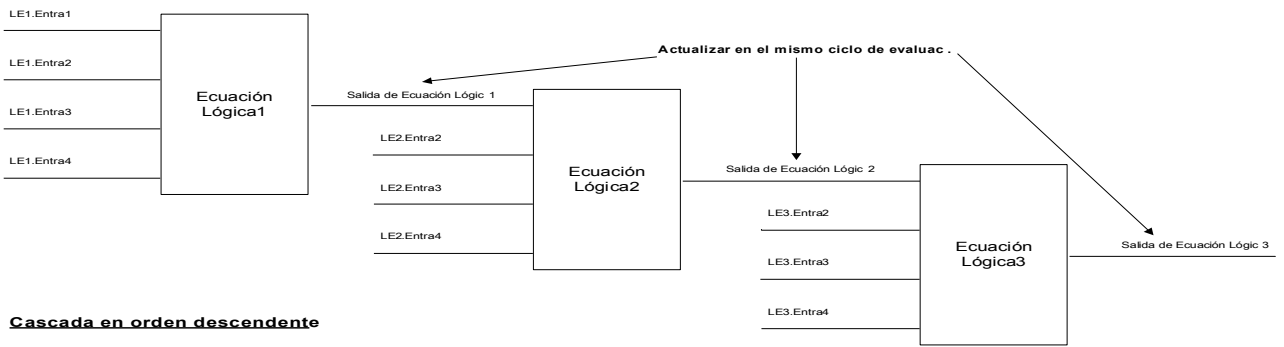 LE1.Entra1
LE1.Entra2
LE1.Entra3
LE1.Entra4
Ecuación
Lógica1
Actualizar en el mismo ciclo de evaluac .
Salida de Ecuación Lógic 1
LE2.Entra2
LE2.Entra3
LE2.Entra4
Ecuación
Lógica2
Salida de Ecuación Lógic 2
LE3.Entra2
LE3.Entra3
LE3.Entra4
Ecuación
Lógica3
Salida de Ecuación Lógic 3
Cascada en orden descendente